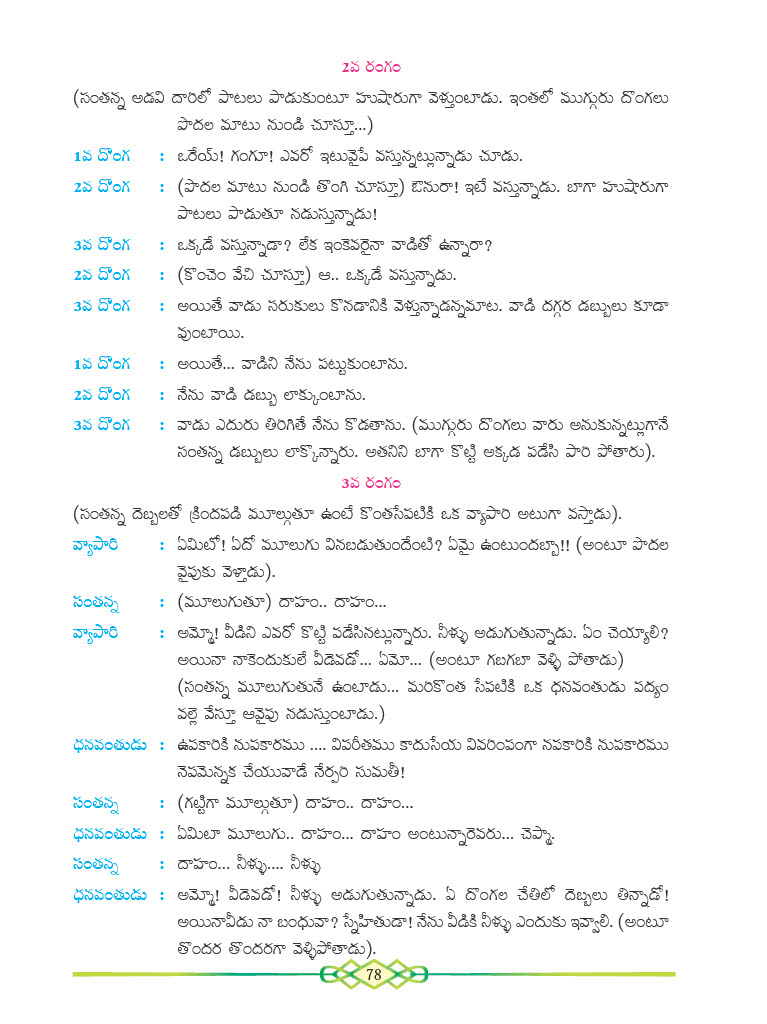 2వ రంగం
(సంతన్న అడవి దారిలో పాటలు పాడుకుంటూ హుషారుగా వెళ్తుంటాడు. ఇంతలో ముగ్గురు దొంగలు
పొదల మాటు నుండి చూస్తూ...)
1వ దొంగ : ఒరేయ్! గంగూ! ఎవరో ఇటువైపే వస్తున్నట్లున్నాడు చూడు.
2వ దొంగ : (పొదల మాటు నుండి తొంగి చూస్తూ) ఔనురా! ఇటే వస్తున్నాడు. బాగా హుషారుగా
పాటలు పాడుతూ నడుస్తున్నాడు!
3వ దొంగ : ఒక్కడే వస్తున్నాడా? లేక ఇంకెవరైనా వాడితో ఉన్నారా?
2వ దొంగ : (కొంచెం వేచి చూస్తూ) ఆ.. ఒక్కడే వస్తున్నాడు.
3వ దొంగ : అయితే వాడు సరుకులు కొనడానికి వెళ్తున్నాడన్నమాట. వాడి దగ్గర డబ్బులు కూడా
వుంటాయి.
1వ దొంగ : అయితే... వాడిని నేను పట్టుకుంటాను.
2వ దొంగ : నేను వాడి డబ్బు లాక్కుంటాను.
3వ దొంగ : వాడు ఎదురు తిరిగితే నేను కొడతాను. (ముగ్గురు దొంగలు వారు అనుకున్నట్లుగానే
సంతన్న డబ్బులు లాక్కొన్నారు. అతనిని బాగా కొట్టి అక్కడ పడేసి పారి పోతారు).
3వ రంగం
(సంతన్న దెబ్బలతో క్రిందపడి మూల్గుతూ ఉంటే కొంతసేపటికి ఒక వ్యాపారి అటుగా వస్తాడు).
వ్యాపారి : ఏమిటో! ఏదో మూలుగు వినబడుతుందేంటి? ఏమై ఉంటుందబ్బా!! (అంటూ పొదల
వైపుకు వెళ్తాడు).
సంతన్న : (మూలుగుతూ) దాహం.. దాహం...
వ్యాపారి : అమ్మో! వీడిని ఎవరో కొట్టి పడేసినట్లున్నారు. నీళ్ళు అడుగుతున్నాడు. ఏం చెయ్యాలి?
అయినా నాకెందుకులే వీడెవడో... ఏమో... (అంటూ గబగబా వెళ్ళి పోతాడు)
(సంతన్న మూలుగుతునే ఉంటాడు... మరికొంత సేపటికి ఒక ధనవంతుడు పద్యం
వల్లె వేస్తూ ఆవైపు నడుస్తుంటాడు.)
ధనవంతుడు : ఉపకారికి నుపకారము .... విపరీతము కాదుసేయ వివరింపంగా నపకారికి నుపకారము
నెపమెన్నక చేయువాడే నేర్పరి సుమతీ!
సంతన్న : (గట్టిగా మూల్గుతూ) దాహం.. దాహం...
ధనవంతుడు : ఏమిటా మూలుగు.. దాహం... దాహం అంటున్నారెవరు... చెప్మా.
సంతన్న : దాహం... నీళ్ళు.... నీళ్ళు
ధనవంతుడు : అమ్మో! వీడెవడో! నీళ్ళు అడుగుతున్నాడు. ఏ దొంగల చేతిలో దెబ్బలు తిన్నాడో!
అయినావీడు నా బంధువా? స్నేహితుడా! నేను వీడికి నీళ్ళు ఎందుకు ఇవ్వాలి. (అంటూ
తొందర తొందరగా వెళ్ళిపోతాడు).
78